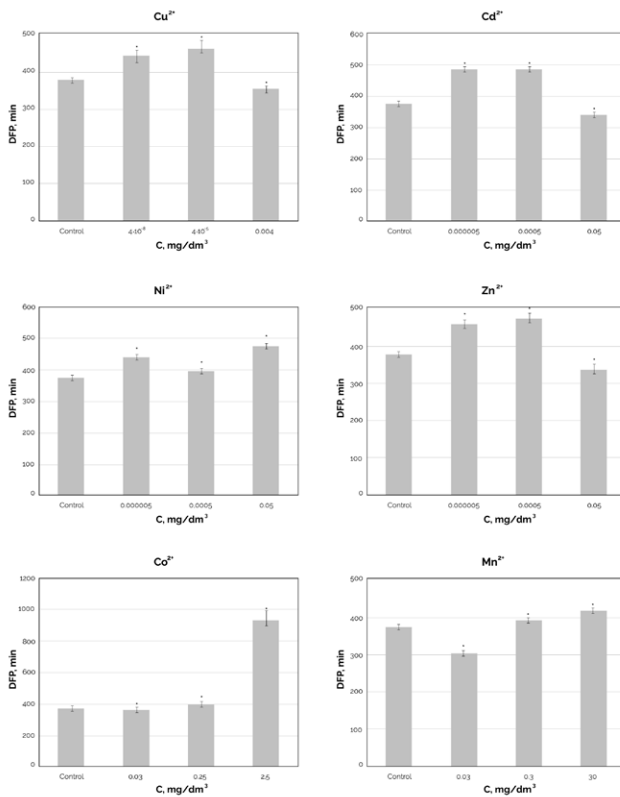 Cu²⁺
DFP, min
500
400
300
200
100
0
Control
4·10⁻⁸
4·10⁻⁶
0.004
C, mg/dm³
Cd²⁺
DFP, min
600
500
400
300
200
100
0
Control
0.000005
0.0005
0.05
C, mg/dm³
Ni²⁺
DFP, min
600
500
400
300
200
100
0
Control
0.000005
0.0005
0.05
C, mg/dm³
Zn²⁺
DFP, min
500
400
300
200
100
0
Control
0.000005
0.0005
0.05
C, mg/dm³
Co²⁺
DFP, min
1200
1000
800
600
400
200
0
Control
0.03
0.25
2.5
C, mg/dm³
Mn²⁺
DFP, min
500
400
300
200
100
0
Control
0.03
0.3
30
C, mg/dm³